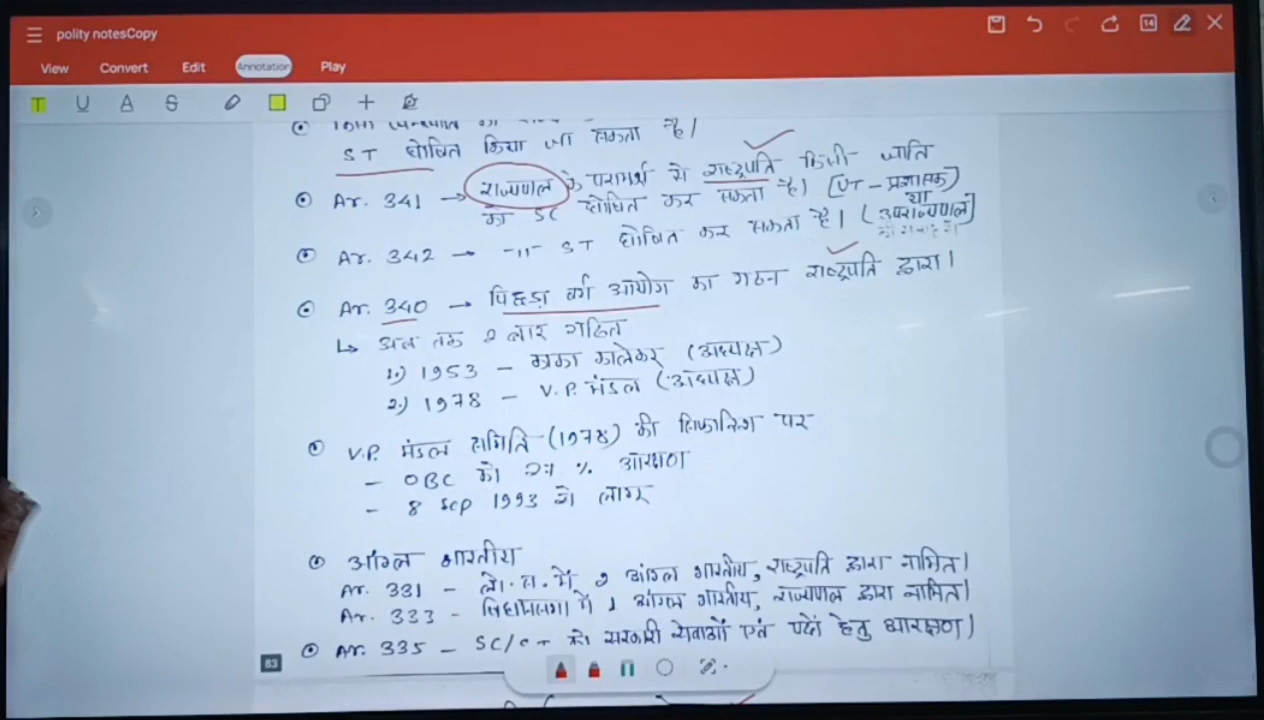 polity notesCopy
View Convert Edit Annotation Play
14
ST घोषित किया जा सकता है।
Ar. 341 → राज्यपाल के परामर्श से राष्ट्रपति किसी जाति
को SC घोषित कर सकता है। [UT - प्रशासक)
या
Ar. 342 → -11- ST घोषित कर सकता है। (उपराज्यपाल]
Ar. 340 → पिछड़ा वर्ग आयोग का गठन राष्ट्रपति द्वारा।
↳ अब तक 2 बार गठित
1.) 1953 - काका कालेकर (अध्यक्ष)
2.) 1978 - V.P. मंडल (अध्यक्ष)
V.P. मंडल समिति (1978) की सिफारिश पर
- OBC को 27 % आरक्षण
- 8 Sep 1993 से लागू
आंग्ल भारतीय
Ar. 331 - लो.स. में 2 आंग्ल भारतीय, राष्ट्रपति द्वारा नामित।
Ar. 333 - विधानसभा में 1 आंग्ल भारतीय, राज्यपाल द्वारा नामित।
Ar. 335 - SC/ST को सरकारी सेवाओं एवं पदों हेतु आरक्षण)
63